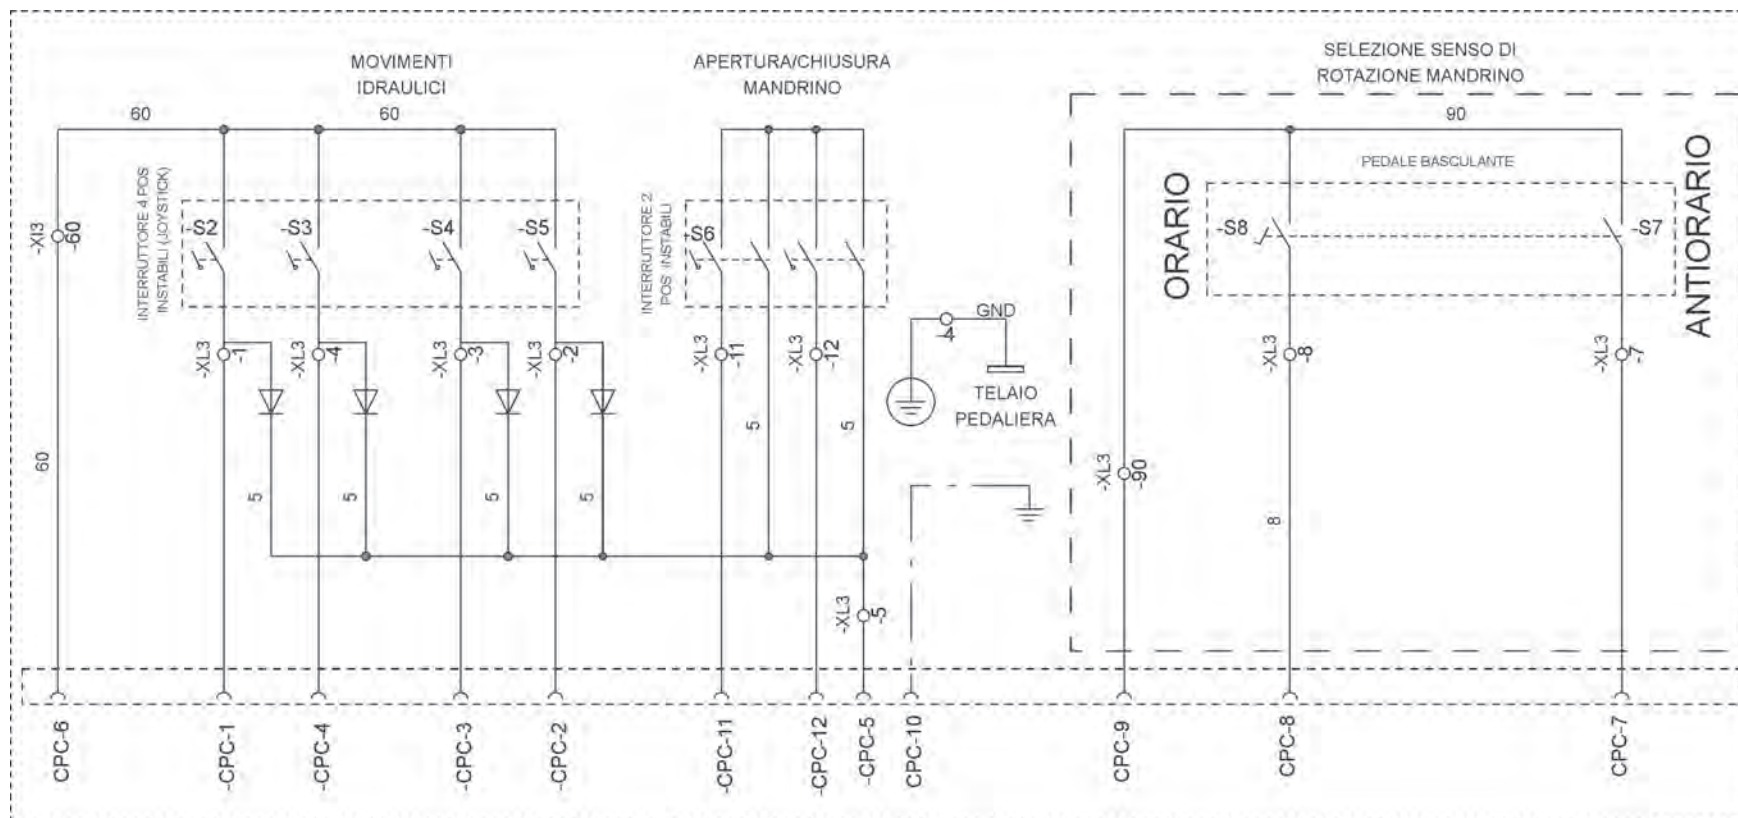 MOVIMENTI
IDRAULICI
APERTURA/CHIUSURA
MANDRINO
SELEZIONE SENSO DI
ROTAZIONE MANDRINO
60
60
90
INTERRUTTORE 4 POS
INSTABILI (JOYSTICK)
INTERRUTTORE 2
POS INSTABILI
PEDALE BASCULANTE
ORARIO
ANTIORARIO
-XI3
-60
-S2
-S3
-S4
-S5
-S6
-S8
-S7
-XL3
-1
-XL3
-4
-XL3
-3
-XL3
-2
-XL3
-11
-XL3
-12
-4
GND
TELAIO
PEDALIERA
-XL3
-8
-XL3
-7
60
5
5
5
5
5
5
-XL3
-90
8
-XL3
-5
CPC-6
-CPC-1
-CPC-4
-CPC-3
-CPC-2
-CPC-11
-CPC-12
-CPC-5
CPC-10
CPC-9
-CPC-8
CPC-7